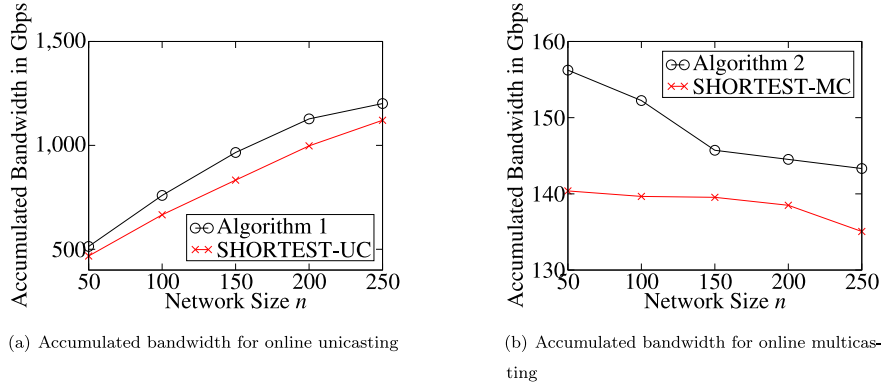 Accumulated Bandwidth in Gbps
1,500
1,000
500
50
100
150
200
250
Network Size n
Algorithm 1
SHORTEST-UC
(a) Accumulated bandwidth for online unicasting
Accumulated Bandwidth in Gbps
160
150
140
130
50
100
150
200
250
Network Size n
Algorithm 2
SHORTEST-MC
(b) Accumulated bandwidth for online multicas-
ting